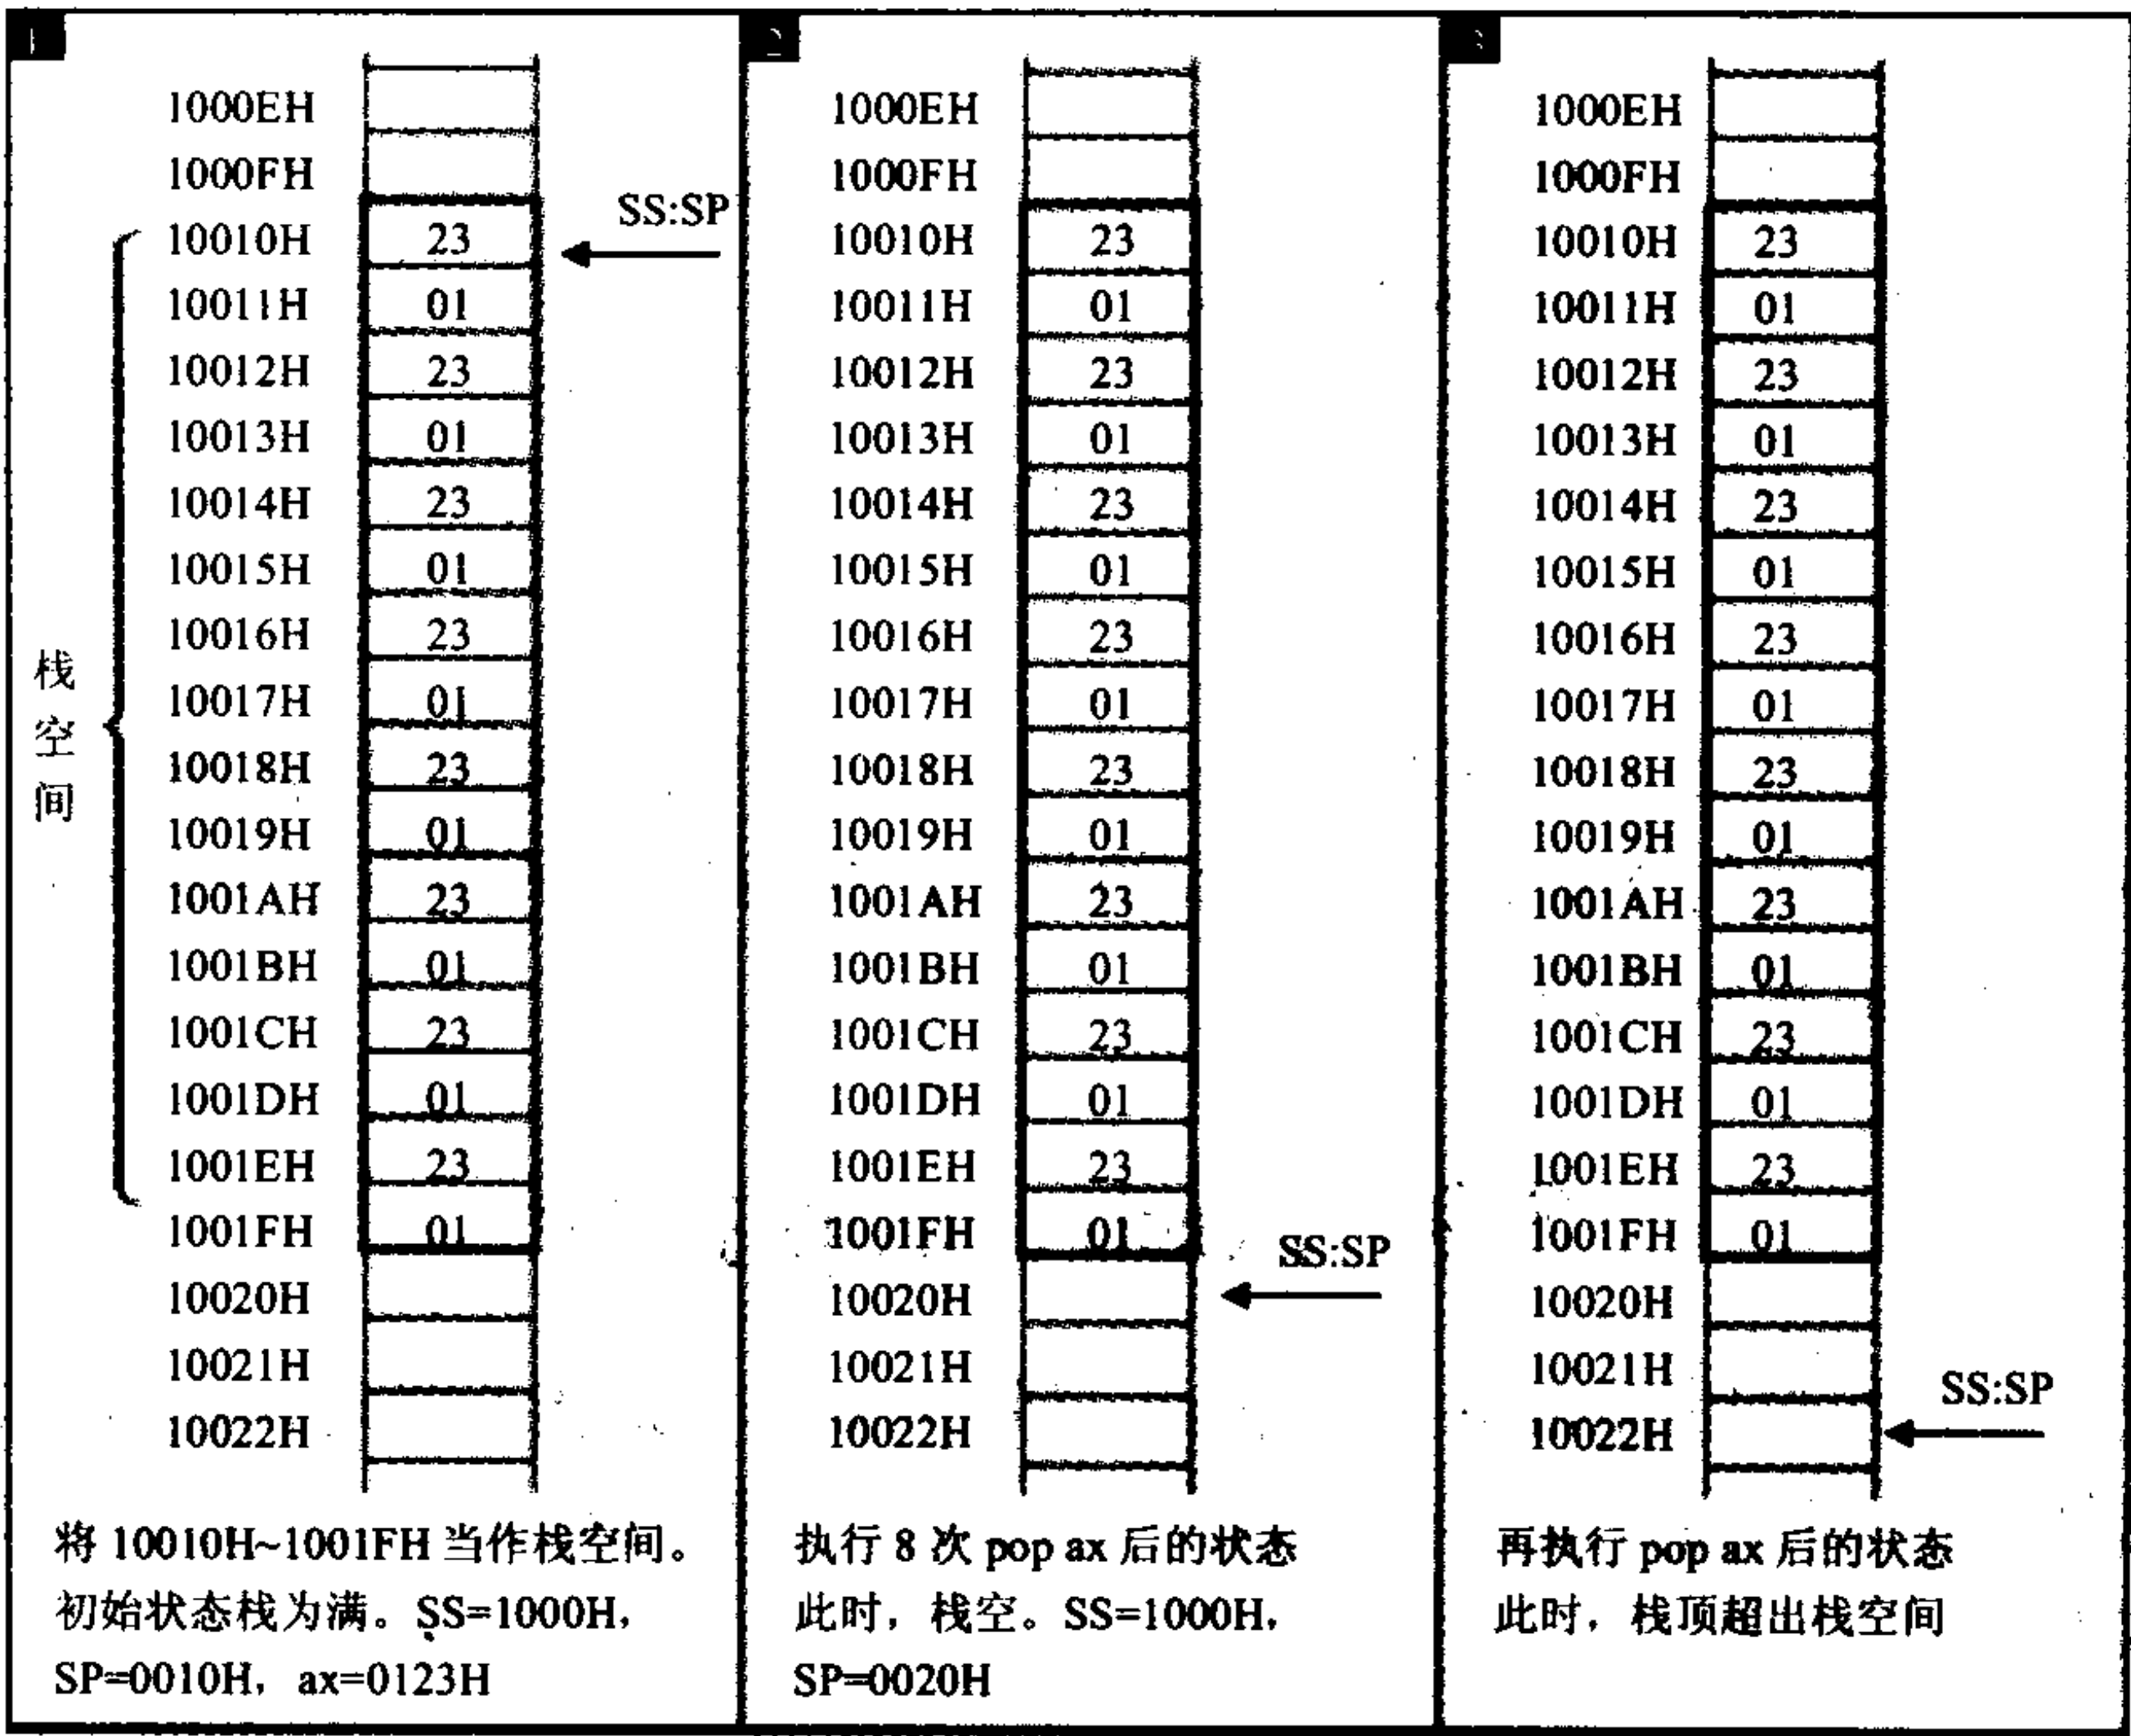 1
1000EH
1000FH
SS:SP
10010H 23
10011H 01
10012H 23
10013H 01
10014H 23
10015H 01
10016H 23
10017H 01
10018H 23
10019H 01
1001AH 23
1001BH 01
1001CH 23
1001DH 01
1001EH 23
1001FH 01
10020H
10021H
10022H
栈
空
间
将 10010H~1001FH 当作栈空间。
初始状态栈为满。SS=1000H,
SP=0010H, ax=0123H
2
1000EH
1000FH
10010H 23
10011H 01
10012H 23
10013H 01
10014H 23
10015H 01
10016H 23
10017H 01
10018H 23
10019H 01
1001AH 23
1001BH 01
1001CH 23
1001DH 01
1001EH 23
1001FH 01
SS:SP
10020H
10021H
10022H
执行 8 次 pop ax 后的状态
此时，栈空。SS=1000H,
SP=0020H
1000EH
1000FH
10010H 23
10011H 01
10012H 23
10013H 01
10014H 23
10015H 01
10016H 23
10017H 01
10018H 23
10019H 01
1001AH 23
1001BH 01
1001CH 23
1001DH 01
1001EH 23
1001FH 01
10020H
10021H
SS:SP
10022H
再执行 pop ax 后的状态
此时，栈顶超出栈空间